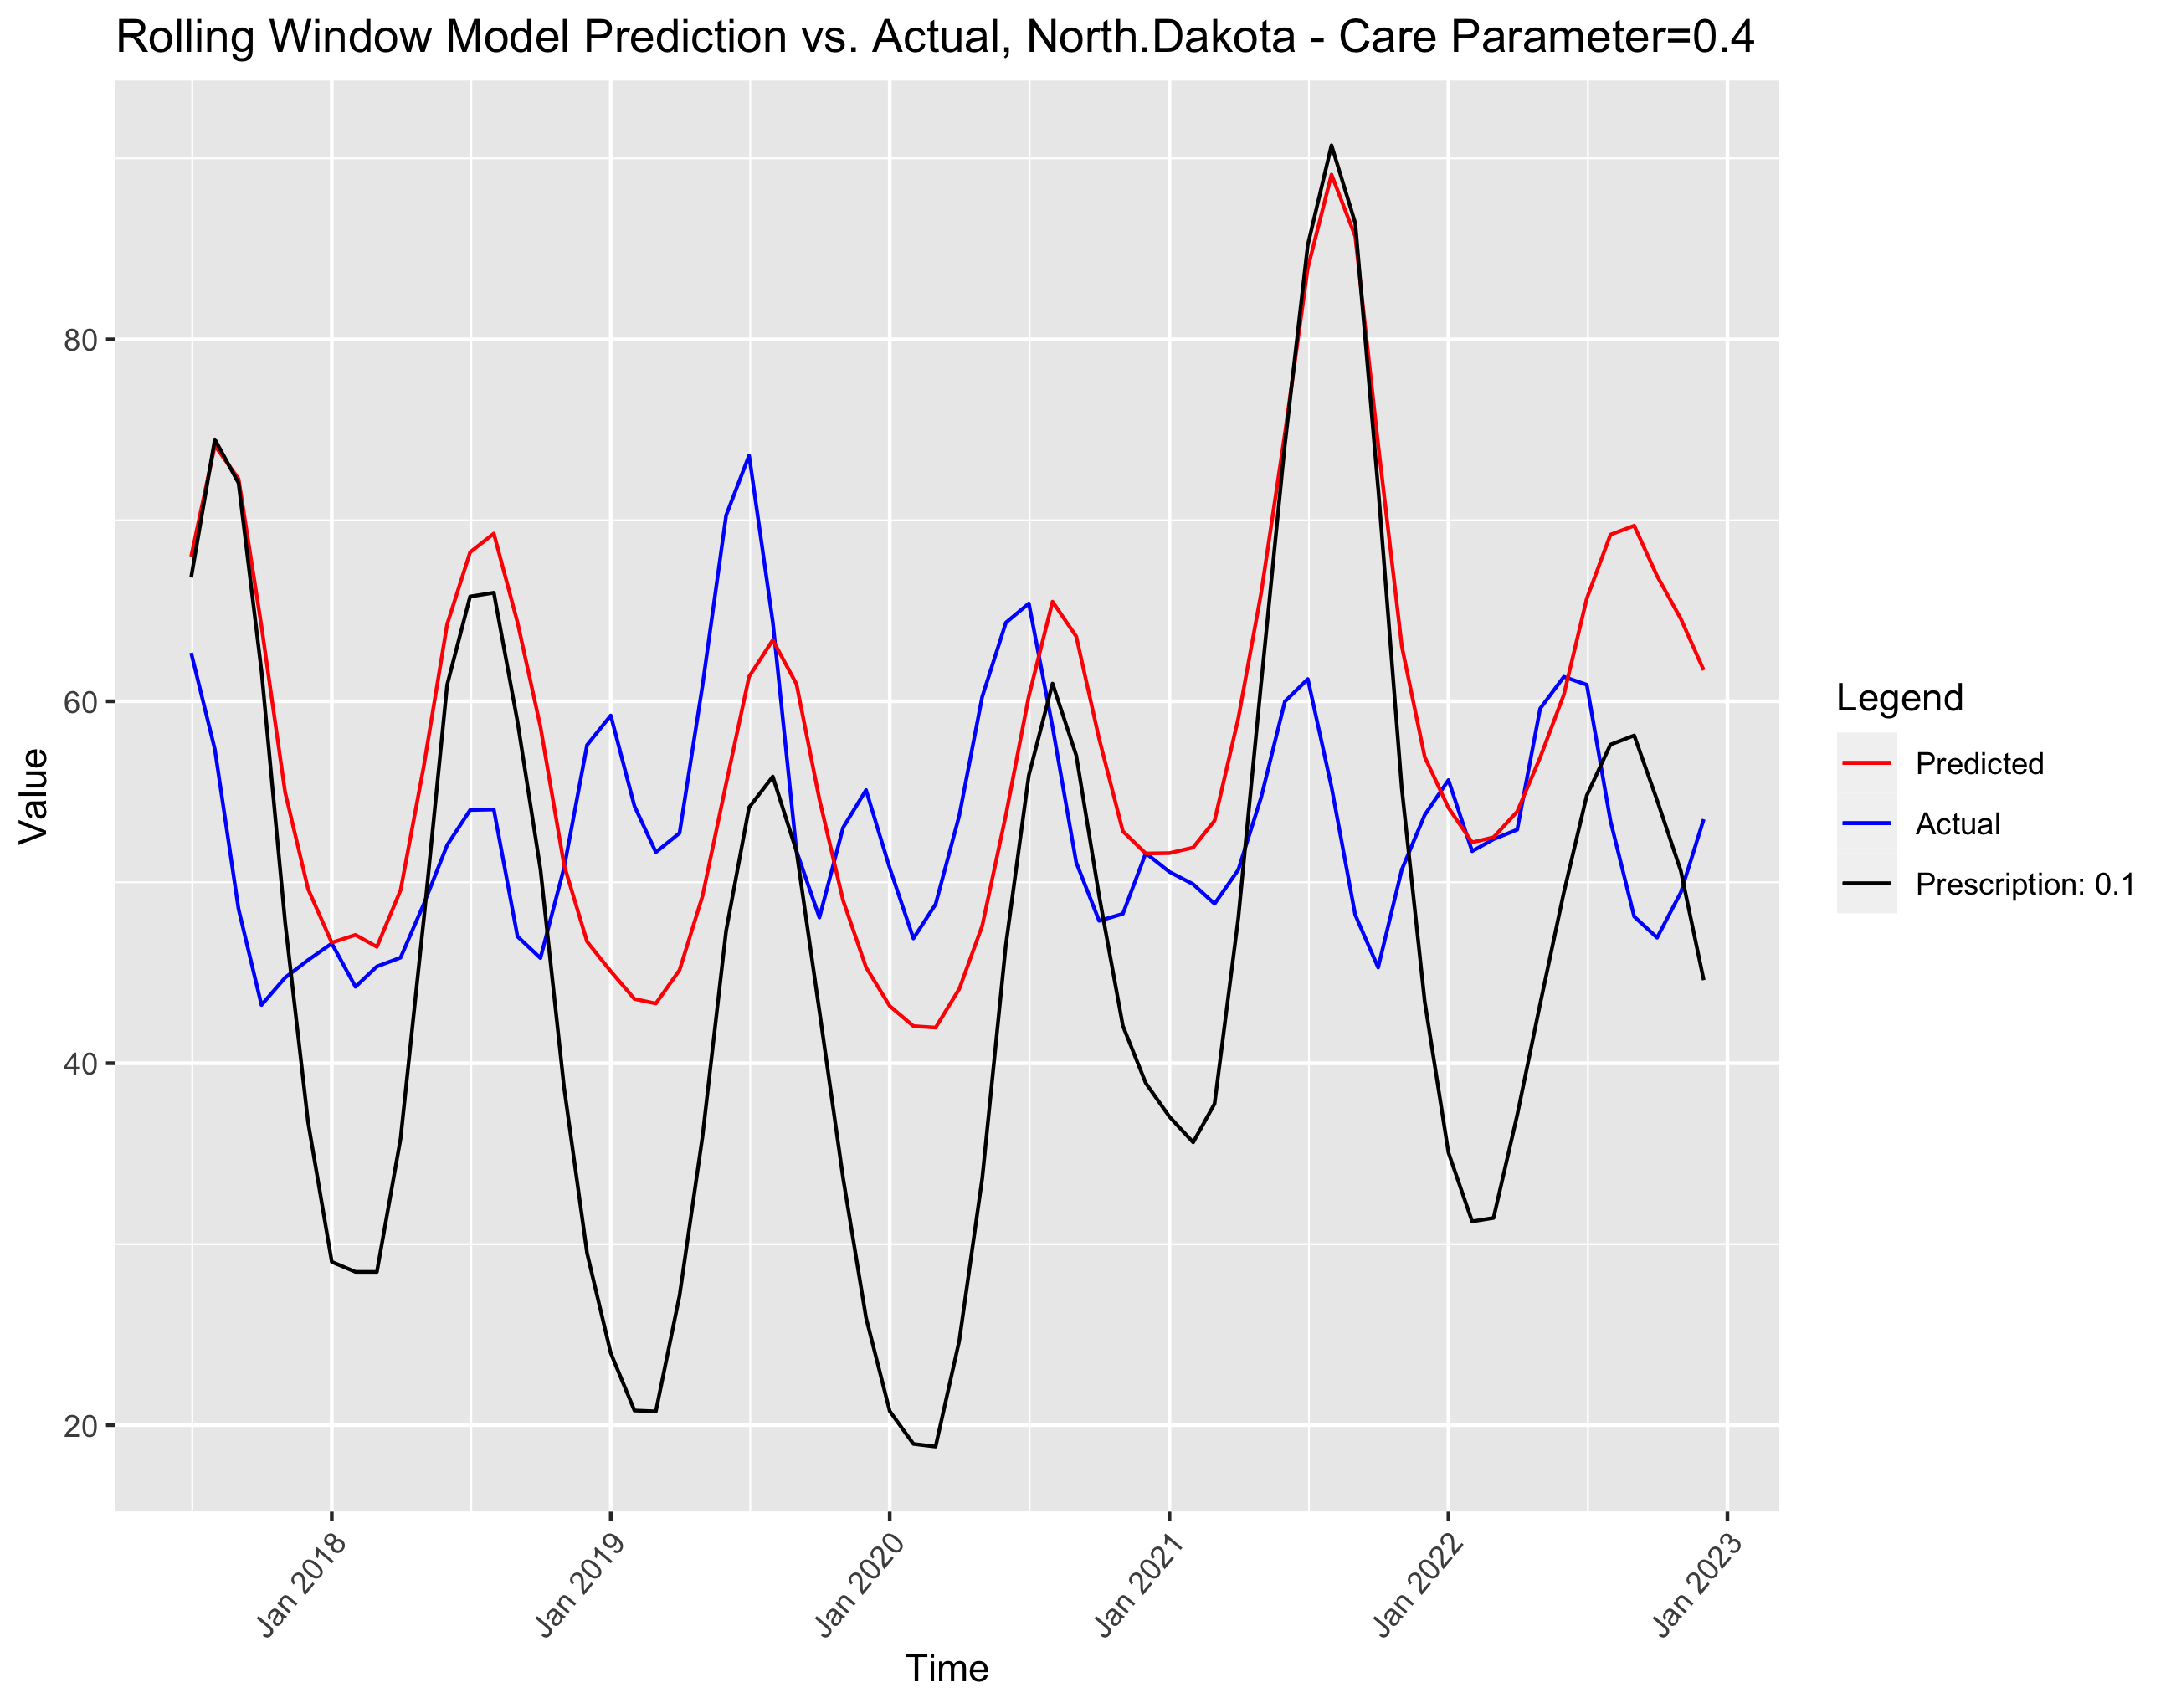 Rolling Window Model Prediction vs. Actual, North.Dakota - Care Parameter=0.4
Value
80
60
40
20
Jan 2018
Jan 2019
Jan 2020
Jan 2021
Jan 2022
Jan 2023
Time
Legend
Predicted
Actual
Prescription: 0.1